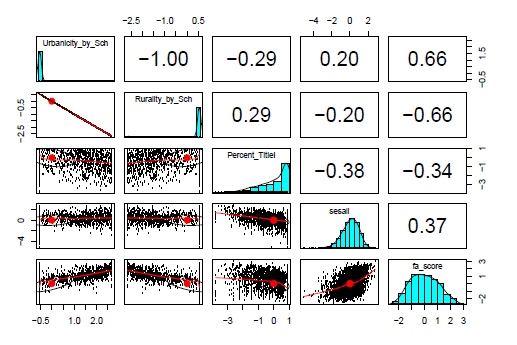 −2.5 −1.0 0.5 −4 −2 0 2
Urbanicity_by_Sch −1.00 −0.29 0.20 0.66 −0.5 1.5
−2.5 −0.5 Rurality_by_Sch 0.29 −0.20 −0.66
Percent_TitleI −0.38 −0.34 −3 −1 1
−4 0 sesall 0.37
fa_score −2 1 3
−0.5 1.0 2.0 −3 −1 0 1 −2 0 1 2 3